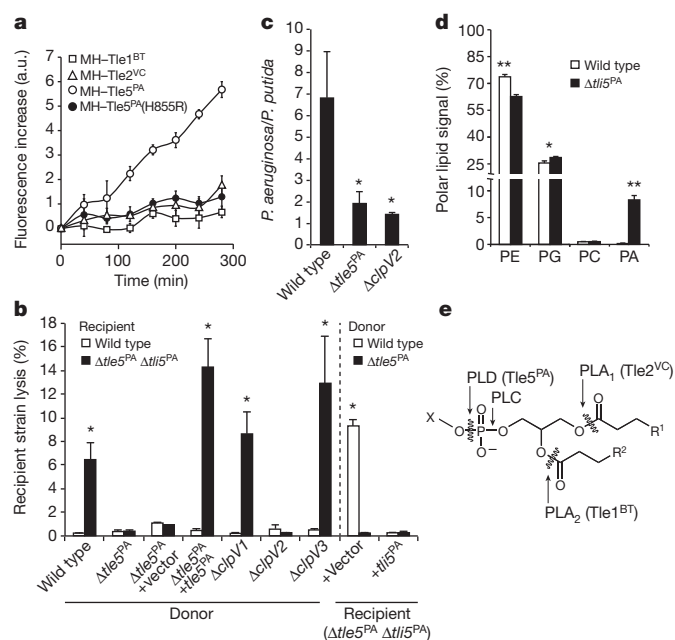 a
Fluorescence increase (a.u.)
7
6
5
4
3
2
1
0
MH–Tle1ᴮᵀ
MH–Tle2ⱽᶜ
MH–Tle5ᴾᴬ
MH–Tle5ᴾᴬ(H855R)
0
100
200
300
Time (min)
c
P. aeruginosa/P. putida
10
9
8
7
6
5
4
3
2
1
0
*
*
Wild type
Δtle5ᴾᴬ
ΔclpV2
d
Polar lipid signal (%)
Wild type
Δtli5ᴾᴬ
75
50
25
10
5
0
**
*
**
PE
PG
PC
PA
b
Recipient strain lysis (%)
18
16
14
12
10
8
6
4
2
0
Recipient
Wild type
Δtle5ᴾᴬ Δtli5ᴾᴬ
Donor
Wild type
Δtle5ᴾᴬ
*
*
*
*
*
Wild type
Δtle5ᴾᴬ
Δtle5ᴾᴬ
+vector
Δtle5ᴾᴬ
+tle5ᴾᴬ
ΔclpV1
ΔclpV2
ΔclpV3
+Vector
+tli5ᴾᴬ
Donor
Recipient
(Δtle5ᴾᴬ Δtli5ᴾᴬ)
e
PLD (Tle5ᴾᴬ)
PLC
PLA₁ (Tle2ⱽᶜ)
X
O
P
O
O⁻
O
O
O
R¹
O
R²
O
PLA₂ (Tle1ᴮᵀ)